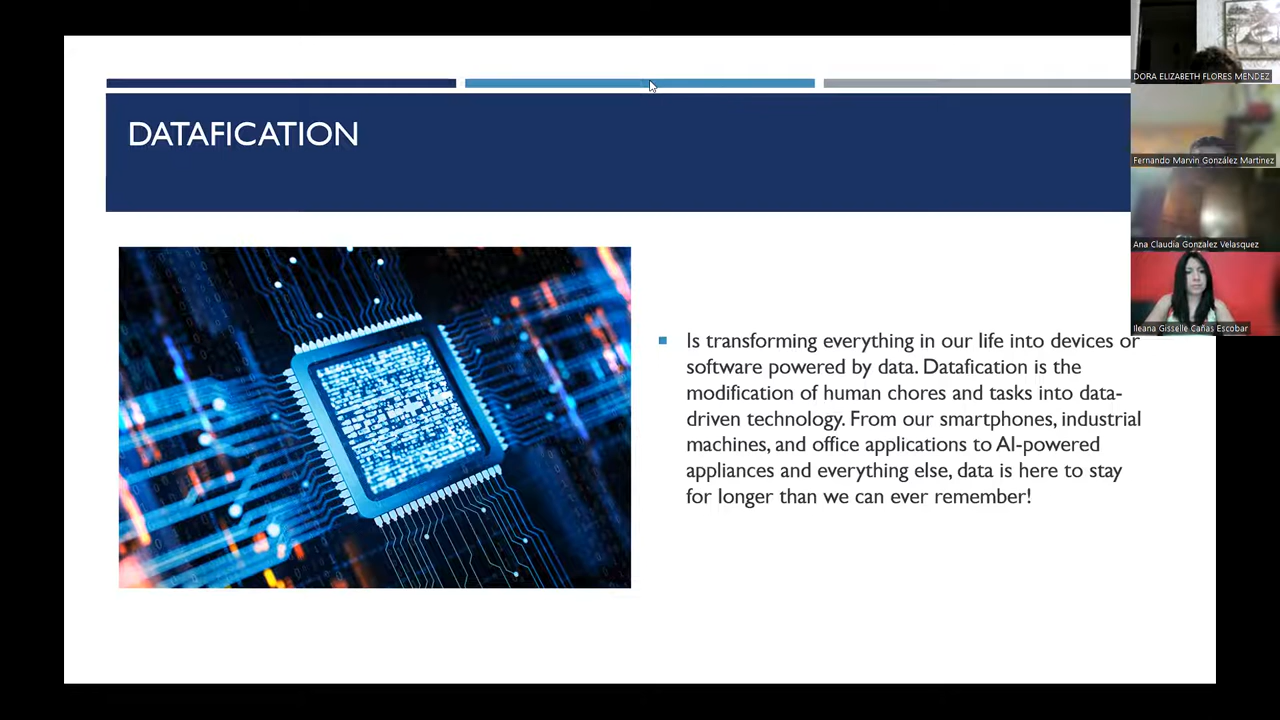 DATAFICATION
Is transforming everything in our life into devices or
software powered by data. Datafication is the
modification of human chores and tasks into data-
driven technology. From our smartphones, industrial
machines, and office applications to AI-powered
appliances and everything else, data is here to stay
for longer than we can ever remember!
DORA ELIZABETH FLORES MENDEZ
Fernando Marvin González Martinez
Ana Claudia Gonzalez Velasquez
Ileana Gisselle Cañas Escobar